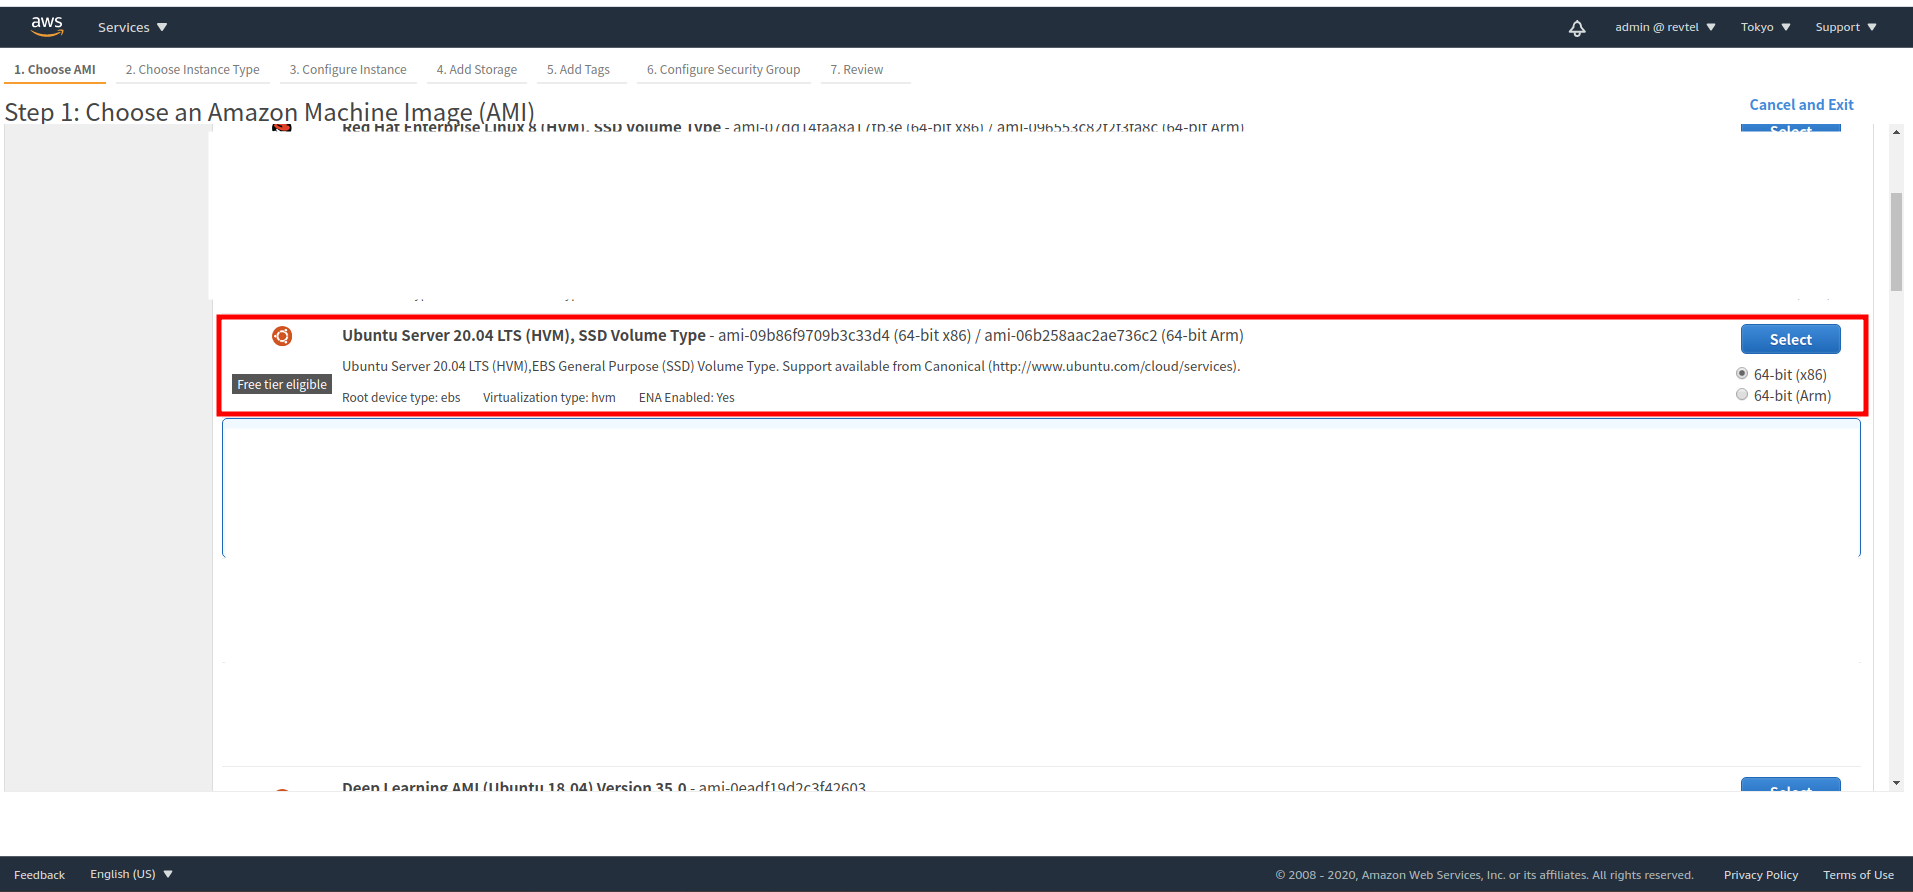 aws Services admin @ revtel Tokyo Support
1. Choose AMI 2. Choose Instance Type 3. Configure Instance 4. Add Storage 5. Add Tags 6. Configure Security Group 7. Review
Step 1: Choose an Amazon Machine Image (AMI)
Cancel and Exit
Red Hat Enterprise Linux 8 (HVM), SSD Volume Type - (64-bit x86) / (64-bit Arm)
Select
Ubuntu Server 20.04 LTS (HVM), SSD Volume Type - ami-09b86f9709b3c33d4 (64-bit x86) / ami-06b258aac2ae736c2 (64-bit Arm)
Select
Ubuntu Server 20.04 LTS (HVM),EBS General Purpose (SSD) Volume Type. Support available from Canonical (http://www.ubuntu.com/cloud/services).
Free tier eligible
64-bit (x86)
Root device type: ebs Virtualization type: hvm ENA Enabled: Yes
64-bit (Arm)
Deep Learning AMI (Ubuntu 18.04) Version 35.0 - ami-0eadf19d2c3f42603
Select
Feedback English (US) © 2008 - 2020, Amazon Web Services, Inc. or its affiliates. All rights reserved. Privacy Policy Terms of Use